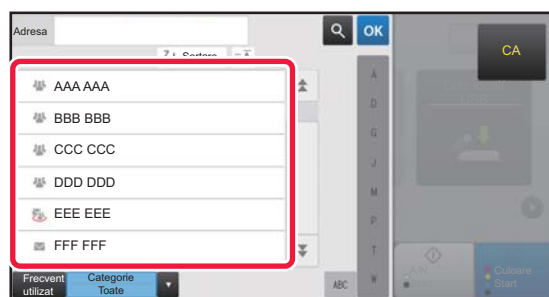 Adresa
OK
CA
Sortare
AAA AAA
BBB BBB
CCC CCC
DDD DDD
EEE EEE
FFF FFF
A
D
G
J
M
P
T
W
Frecvent utilizat
Categorie Toate
ABC
A/N
Start
Culoare
Start